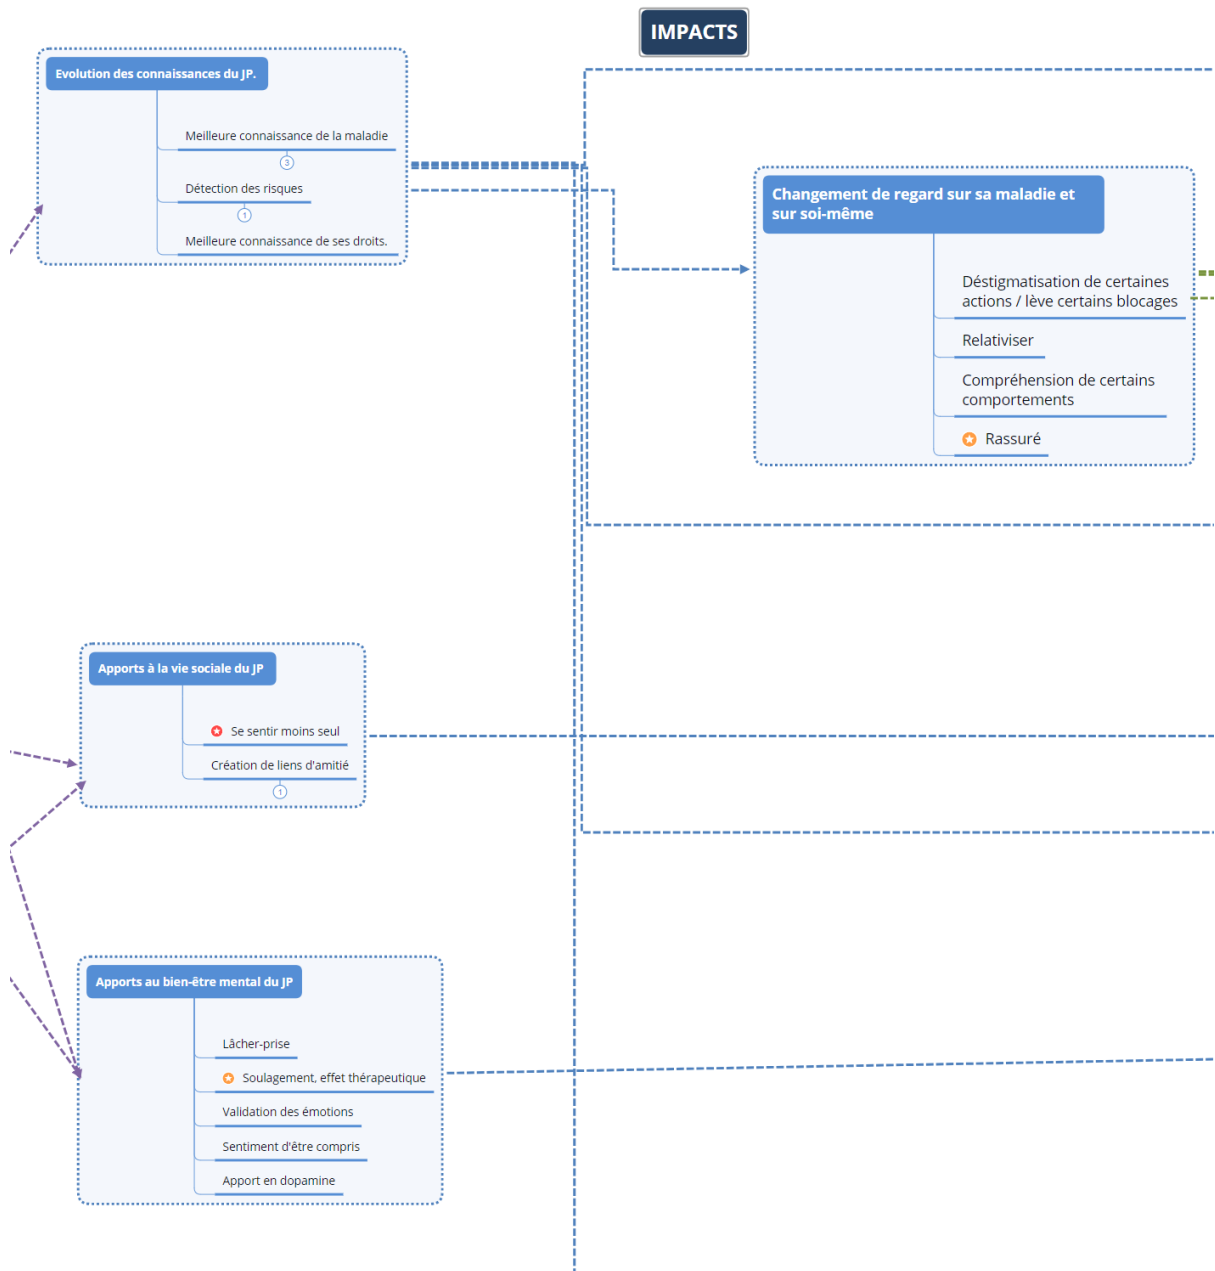 IMPACTS
Evolution des connaissances du JP.
Meilleure connaissance de la maladie
3
Détection des risques
1
Meilleure connaissance de ses droits.
Changement de regard sur sa maladie et
sur soi-même
Déstigmatisation de certaines
actions / lève certains blocages
Relativiser
Compréhension de certains
comportements
Rassuré
Apports à la vie sociale du JP
Se sentir moins seul
Création de liens d'amitié
1
Apports au bien-être mental du JP
Lâcher-prise
Soulagement, effet thérapeutique
Validation des émotions
Sentiment d'être compris
Apport en dopamine